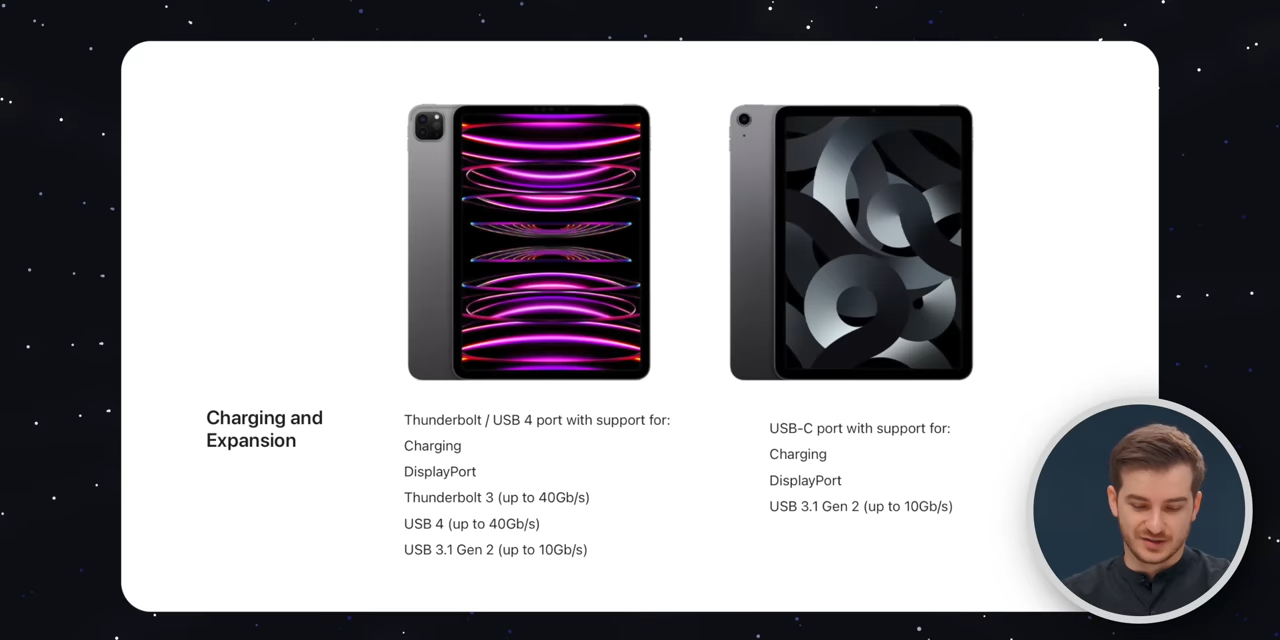 Charging and
Expansion
Thunderbolt / USB 4 port with support for:
Charging
DisplayPort
Thunderbolt 3 (up to 40Gb/s)
USB 4 (up to 40Gb/s)
USB 3.1 Gen 2 (up to 10Gb/s)
USB-C port with support for:
Charging
DisplayPort
USB 3.1 Gen 2 (up to 10Gb/s)